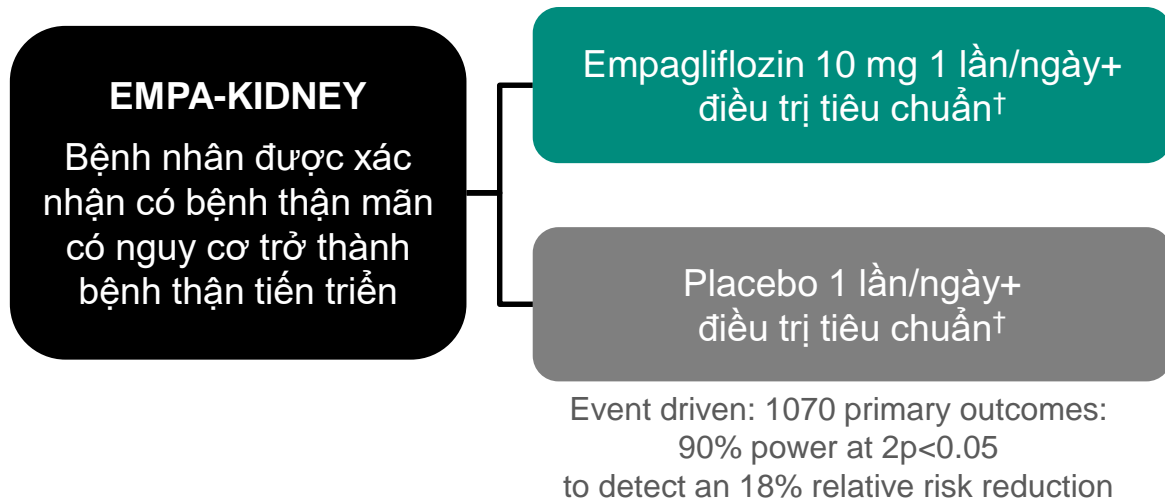 EMPA-KIDNEY
Bệnh nhân được xác
nhận có bệnh thận mãn
có nguy cơ trở thành
bệnh thận tiến triển
Empagliflozin 10 mg 1 lần/ngày+
điều trị tiêu chuẩn†
Placebo 1 lần/ngày+
điều trị tiêu chuẩn†
Event driven: 1070 primary outcomes:
90% power at 2p<0.05
to detect an 18% relative risk reduction